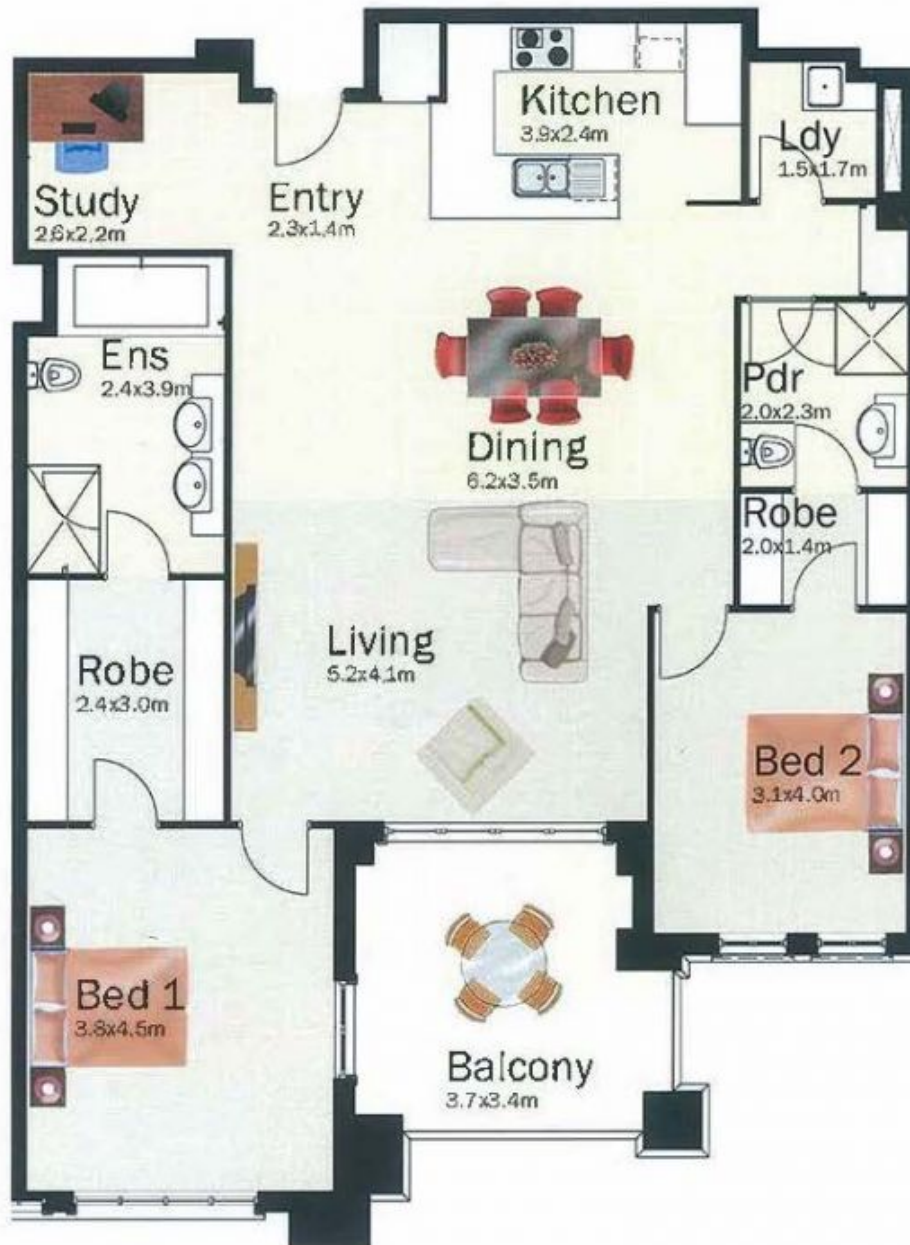 Kitchen
3.9x2.4m
Ldy
1.5x1.7m
Study
2.6x2.2m
Entry
2.3x1.4m
Ens
2.4x3.9m
Pdr
2.0x2.3m
Dining
6.2x3.5m
Robe
2.0x1.4m
Living
5.2x4.1m
Robe
2.4x3.0m
Bed 2
3.1x4.0m
Bed 1
3.8x4.5m
Balcony
3.7x3.4m